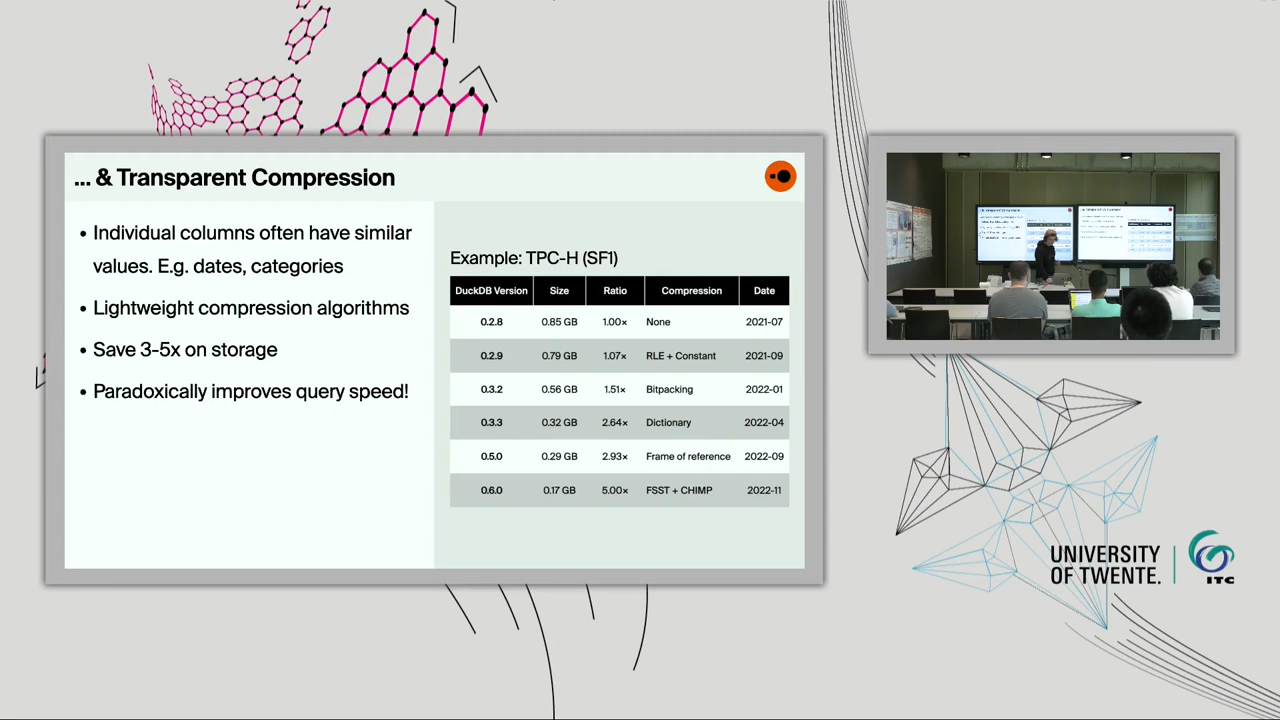 ... & Transparent Compression
• Individual columns often have similar
values. E.g. dates, categories
• Lightweight compression algorithms
• Save 3-5x on storage
• Paradoxically improves query speed!
Example: TPC-H (SF1)
DuckDB Version Size Ratio Compression Date
0.2.8 0.85 GB 1.00× None 2021-07
0.2.9 0.79 GB 1.07× RLE + Constant 2021-09
0.3.2 0.56 GB 1.51× Bitpacking 2022-01
0.3.3 0.32 GB 2.64× Dictionary 2022-04
0.5.0 0.29 GB 2.93× Frame of reference 2022-09
0.6.0 0.17 GB 5.00× FSST + CHIMP 2022-11
UNIVERSITY
OF TWENTE.
ITC